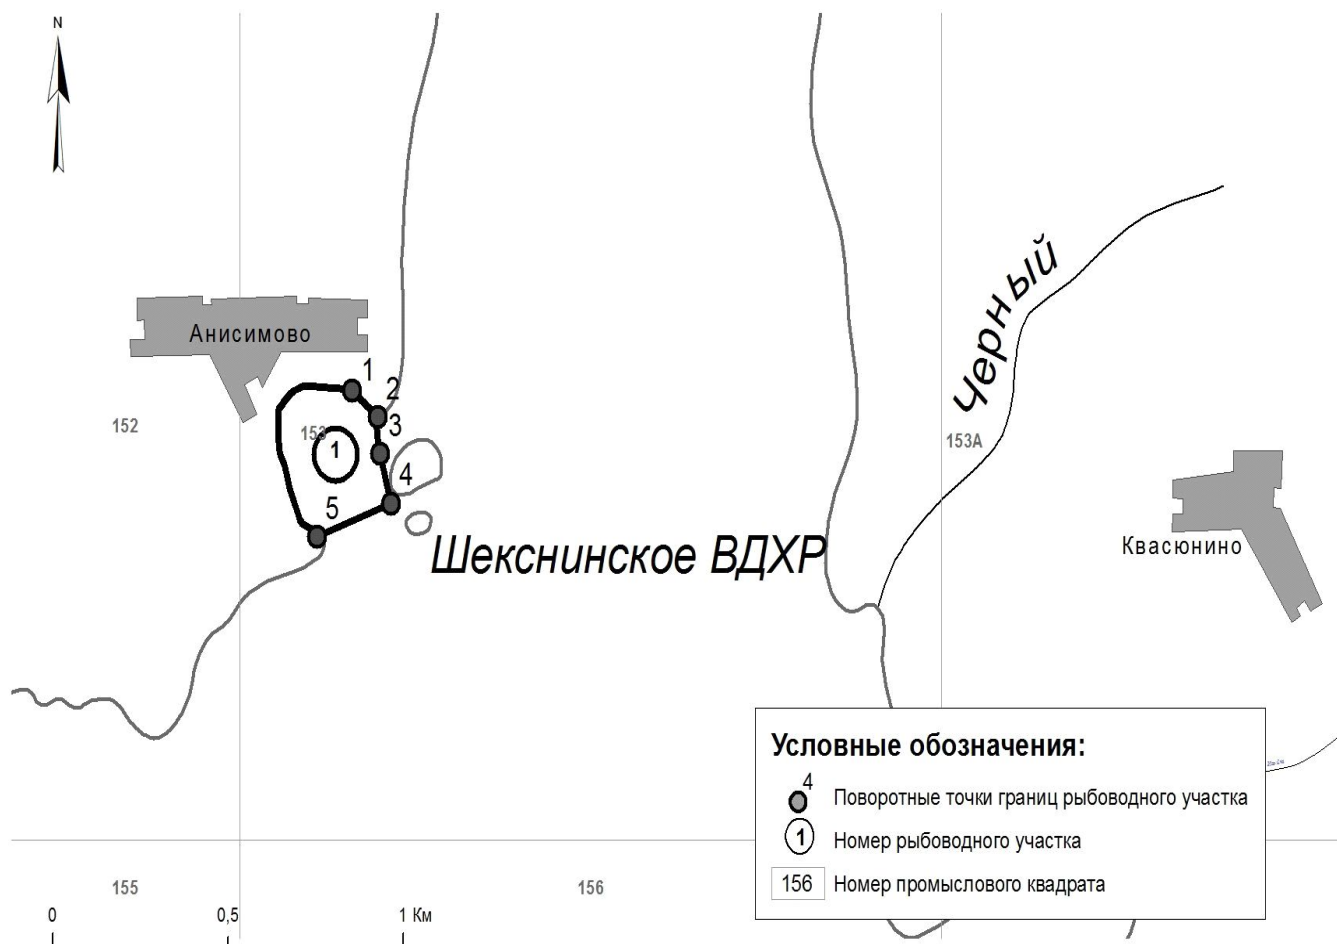 N
Черный
Анисимово
1
2
3
152
153
1
153А
4
5
Шекснинское ВДХР
Квасюнино
Условные обозначения:
4
Поворотные точки границ рыбоводного участка
1 Номер рыбоводного участка
156 Номер промыслового квадрата
155
156
0 0,5 1 Км